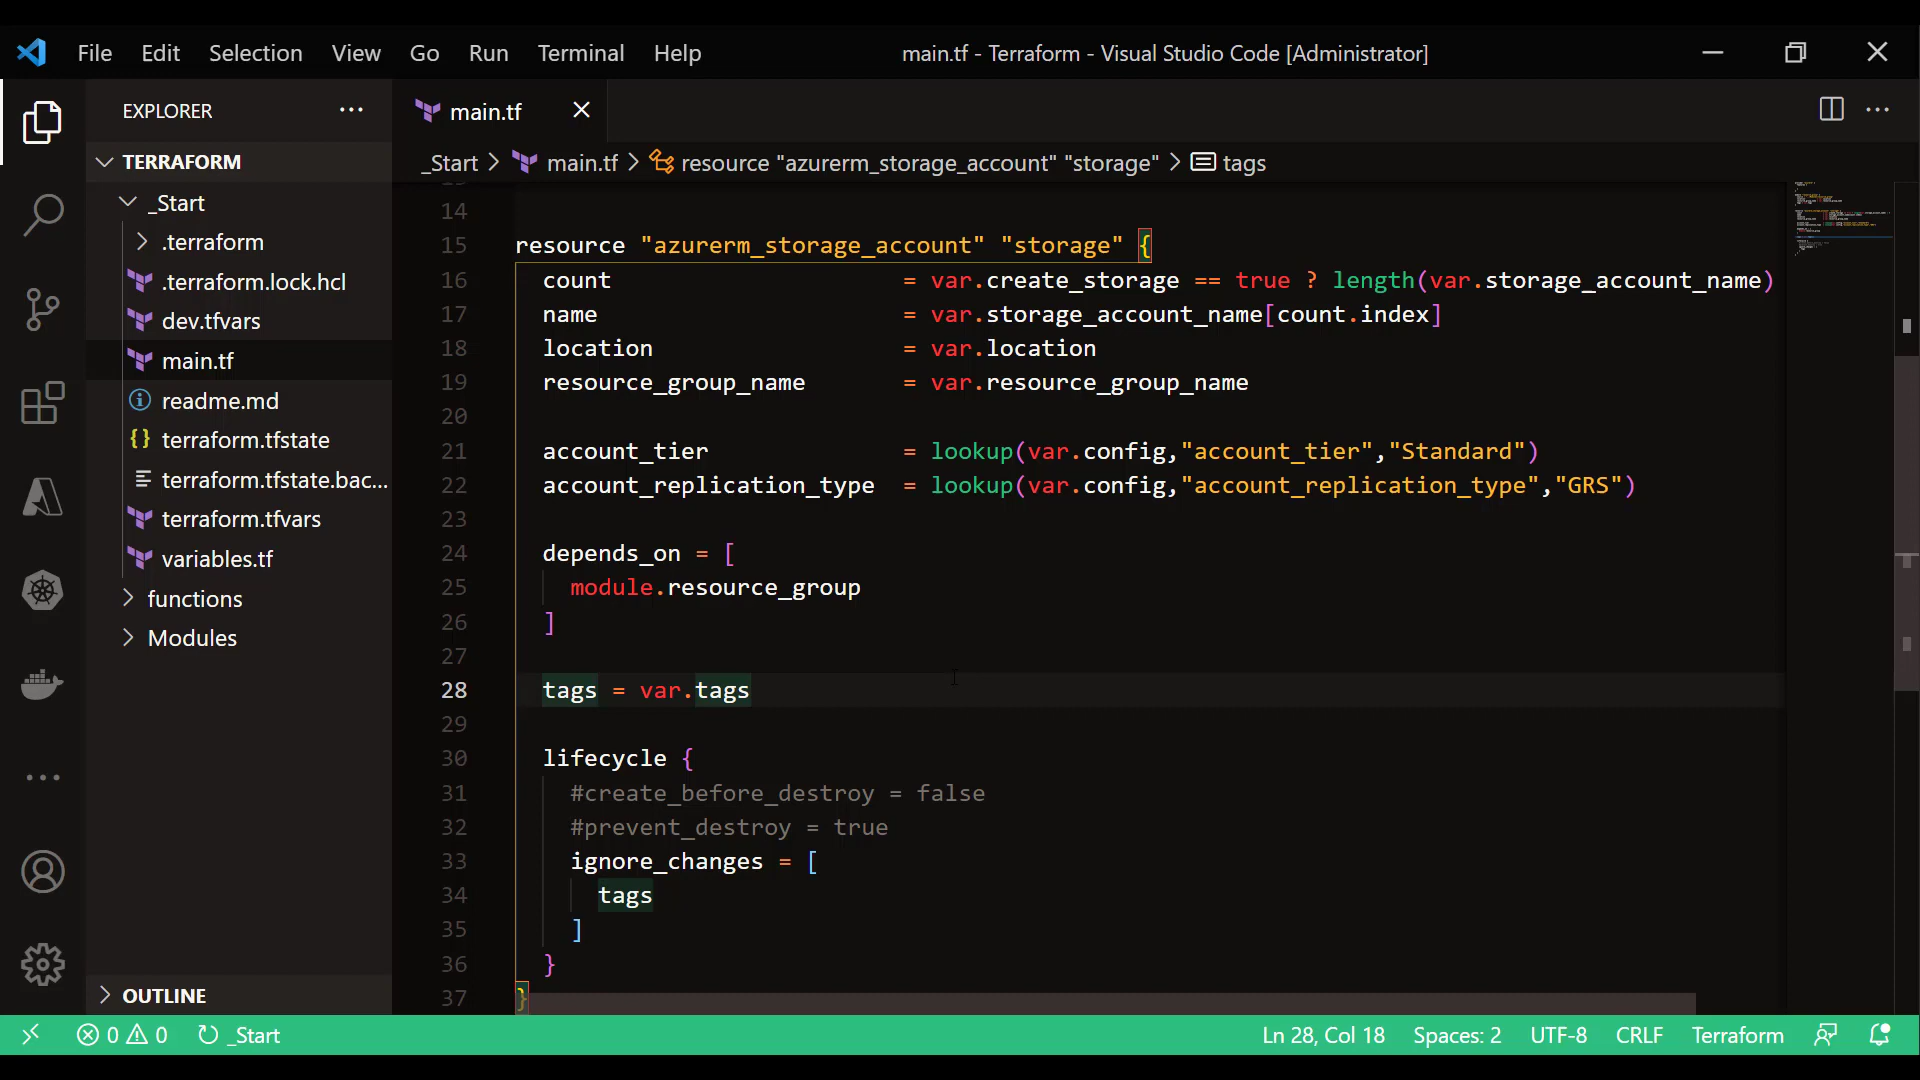 File Edit Selection View Go Run Terminal Help
main.tf - Terraform - Visual Studio Code [Administrator]
EXPLORER
TERRAFORM
_Start
.terraform
.terraform.lock.hcl
dev.tfvars
main.tf
readme.md
terraform.tfstate
terraform.tfstate.bac...
terraform.tfvars
variables.tf
functions
Modules
OUTLINE
main.tf
_Start > main.tf > resource "azurerm_storage_account" "storage" > tags
14
15 resource "azurerm_storage_account" "storage" {
16 count = var.create_storage == true ? length(var.storage_account_name)
17 name = var.storage_account_name[count.index]
18 location = var.location
19 resource_group_name = var.resource_group_name
20
21 account_tier = lookup(var.config,"account_tier","Standard")
22 account_replication_type = lookup(var.config,"account_replication_type","GRS")
23
24 depends_on = [
25 module.resource_group
26 ]
27
28 tags = var.tags
29
30 lifecycle {
31 #create_before_destroy = false
32 #prevent_destroy = true
33 ignore_changes = [
34 tags
35 ]
36 }
37 }
0 0 _Start
Ln 28, Col 18 Spaces: 2 UTF-8 CRLF Terraform